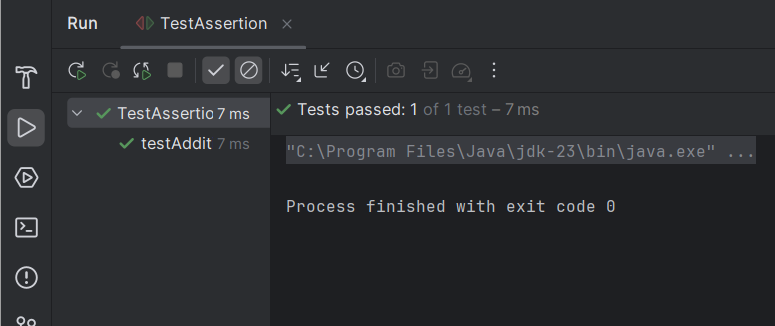 Run TestAssertion
TestAssertio 7 ms
testAddit 7 ms
Tests passed: 1 of 1 test – 7 ms
"C:\Program Files\Java\jdk-23\bin\java.exe" ...
Process finished with exit code 0